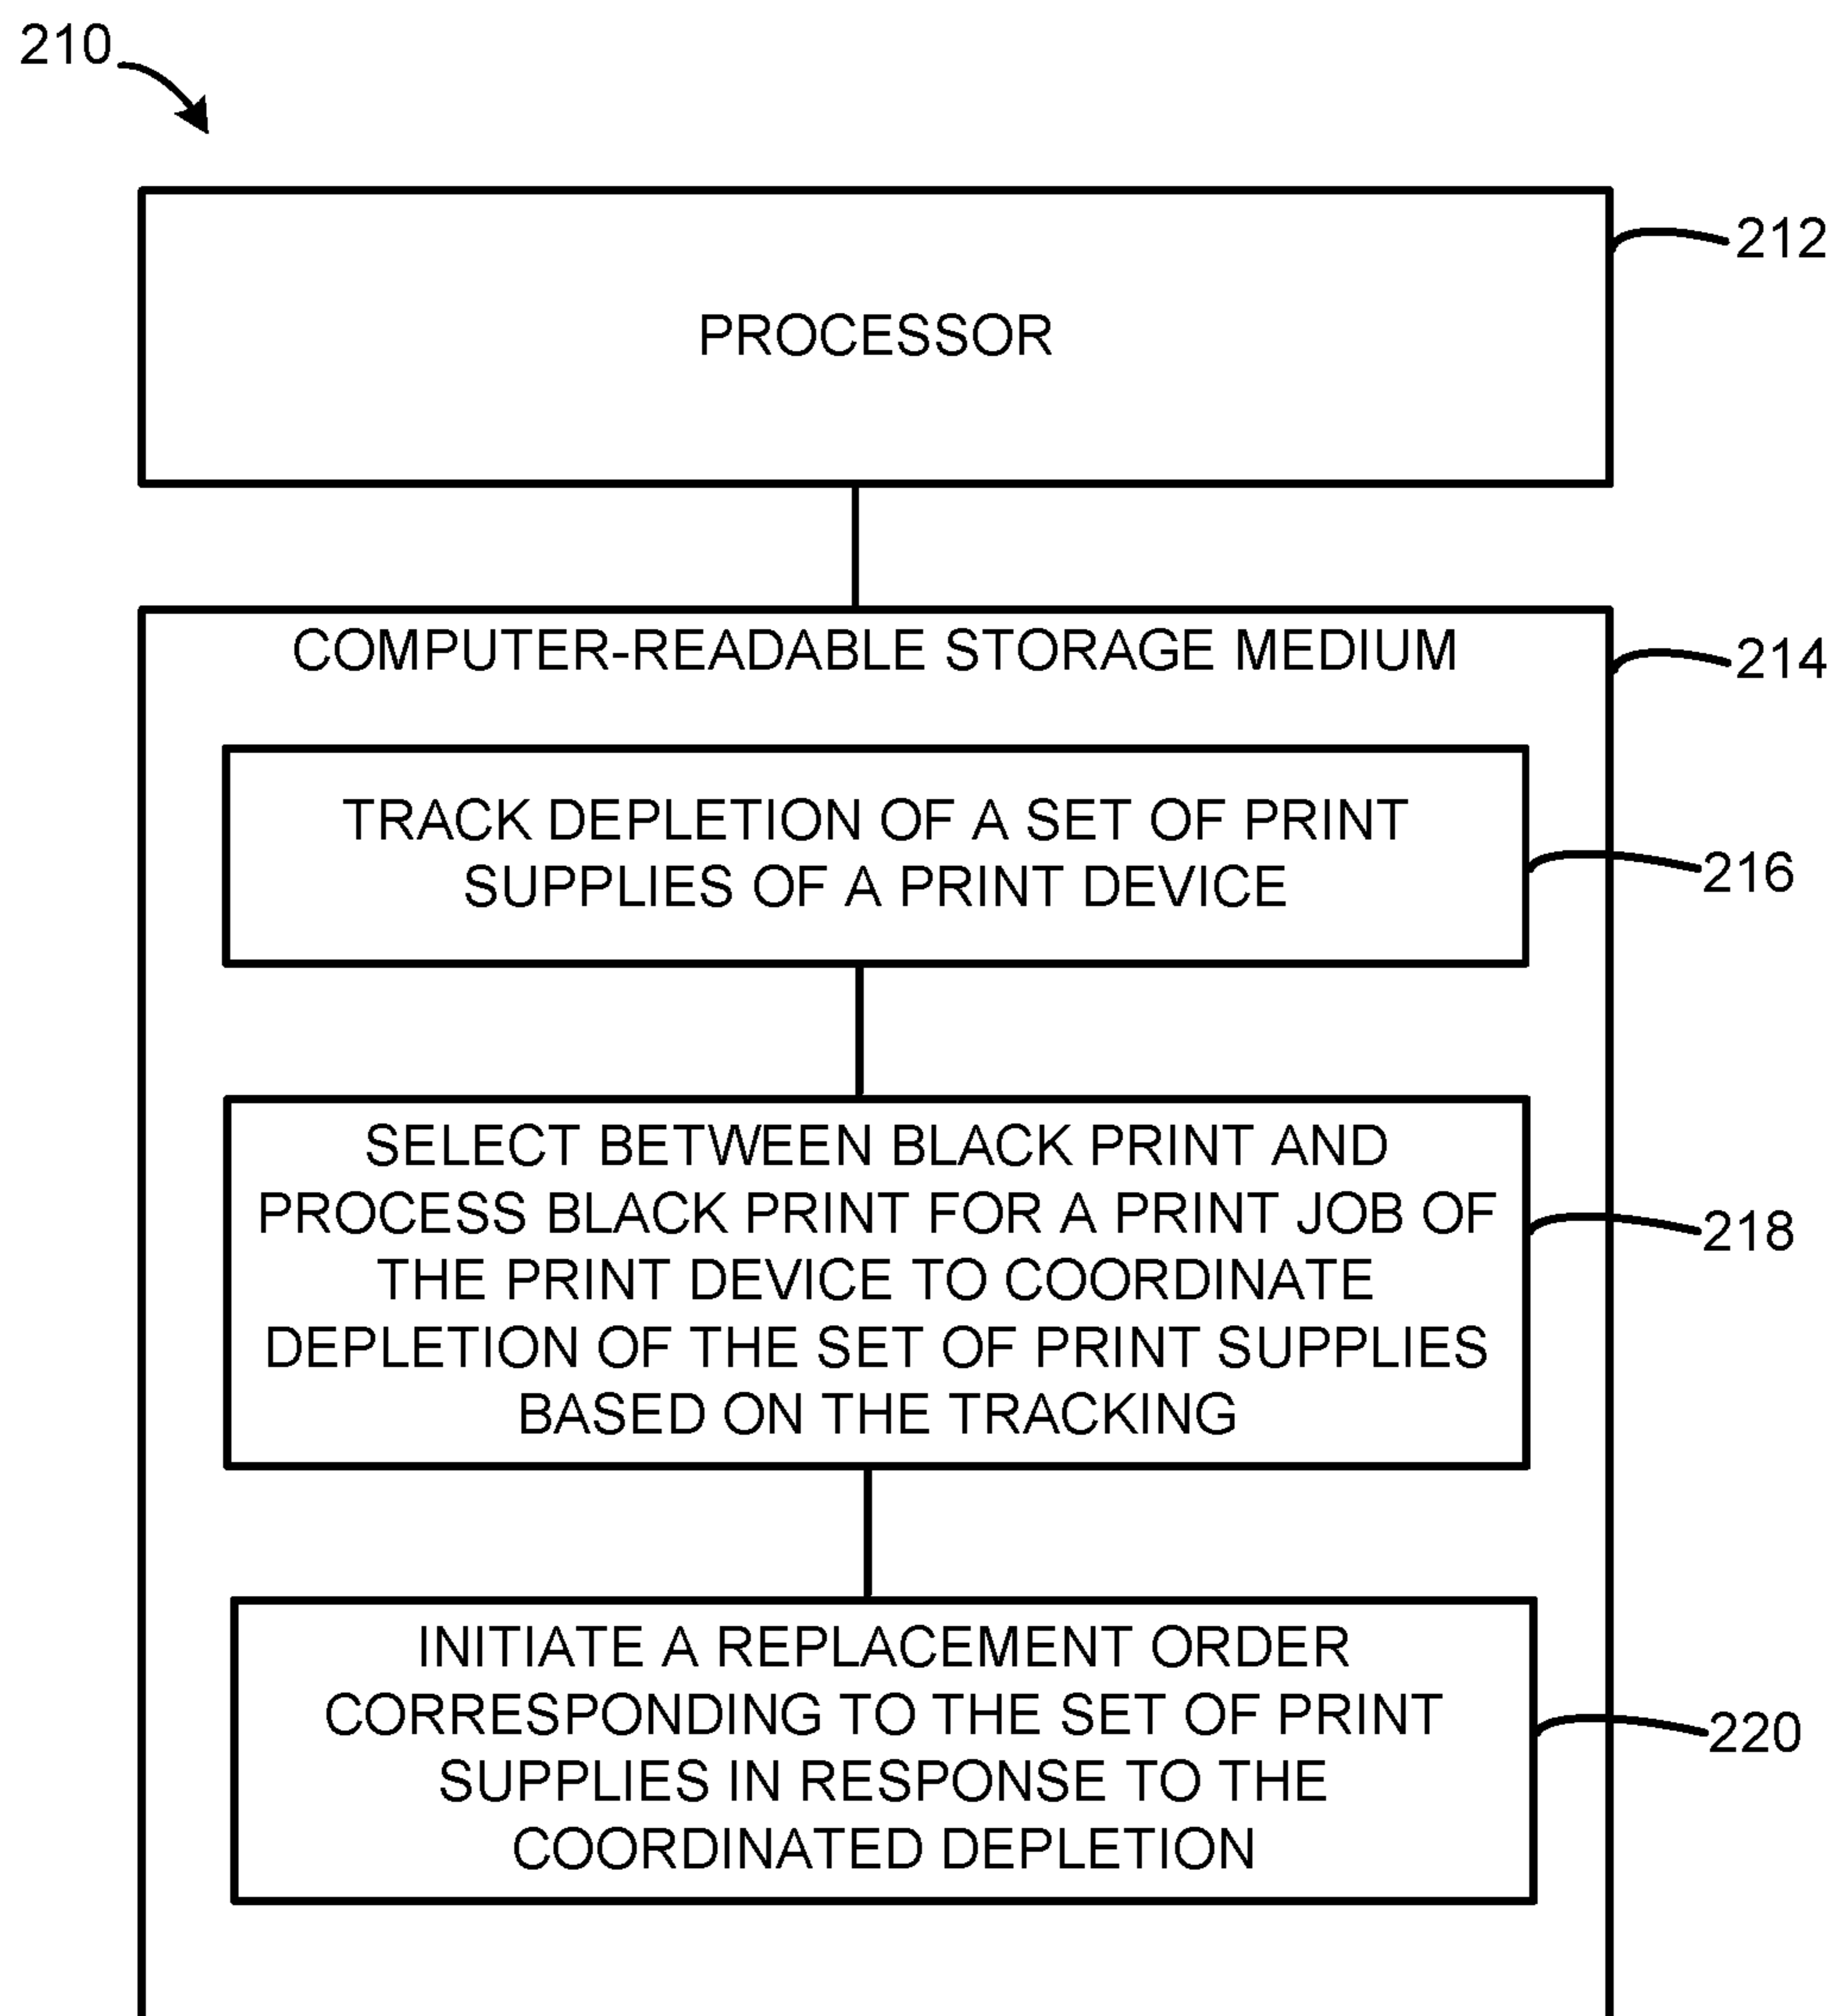 210
212
PROCESSOR
COMPUTER-READABLE STORAGE MEDIUM
214
TRACK DEPLETION OF A SET OF PRINT
SUPPLIES OF A PRINT DEVICE
216
SELECT BETWEEN BLACK PRINT AND
PROCESS BLACK PRINT FOR A PRINT JOB OF
THE PRINT DEVICE TO COORDINATE
DEPLETION OF THE SET OF PRINT SUPPLIES
BASED ON THE TRACKING
218
INITIATE A REPLACEMENT ORDER
CORRESPONDING TO THE SET OF PRINT
SUPPLIES IN RESPONSE TO THE
COORDINATED DEPLETION
220